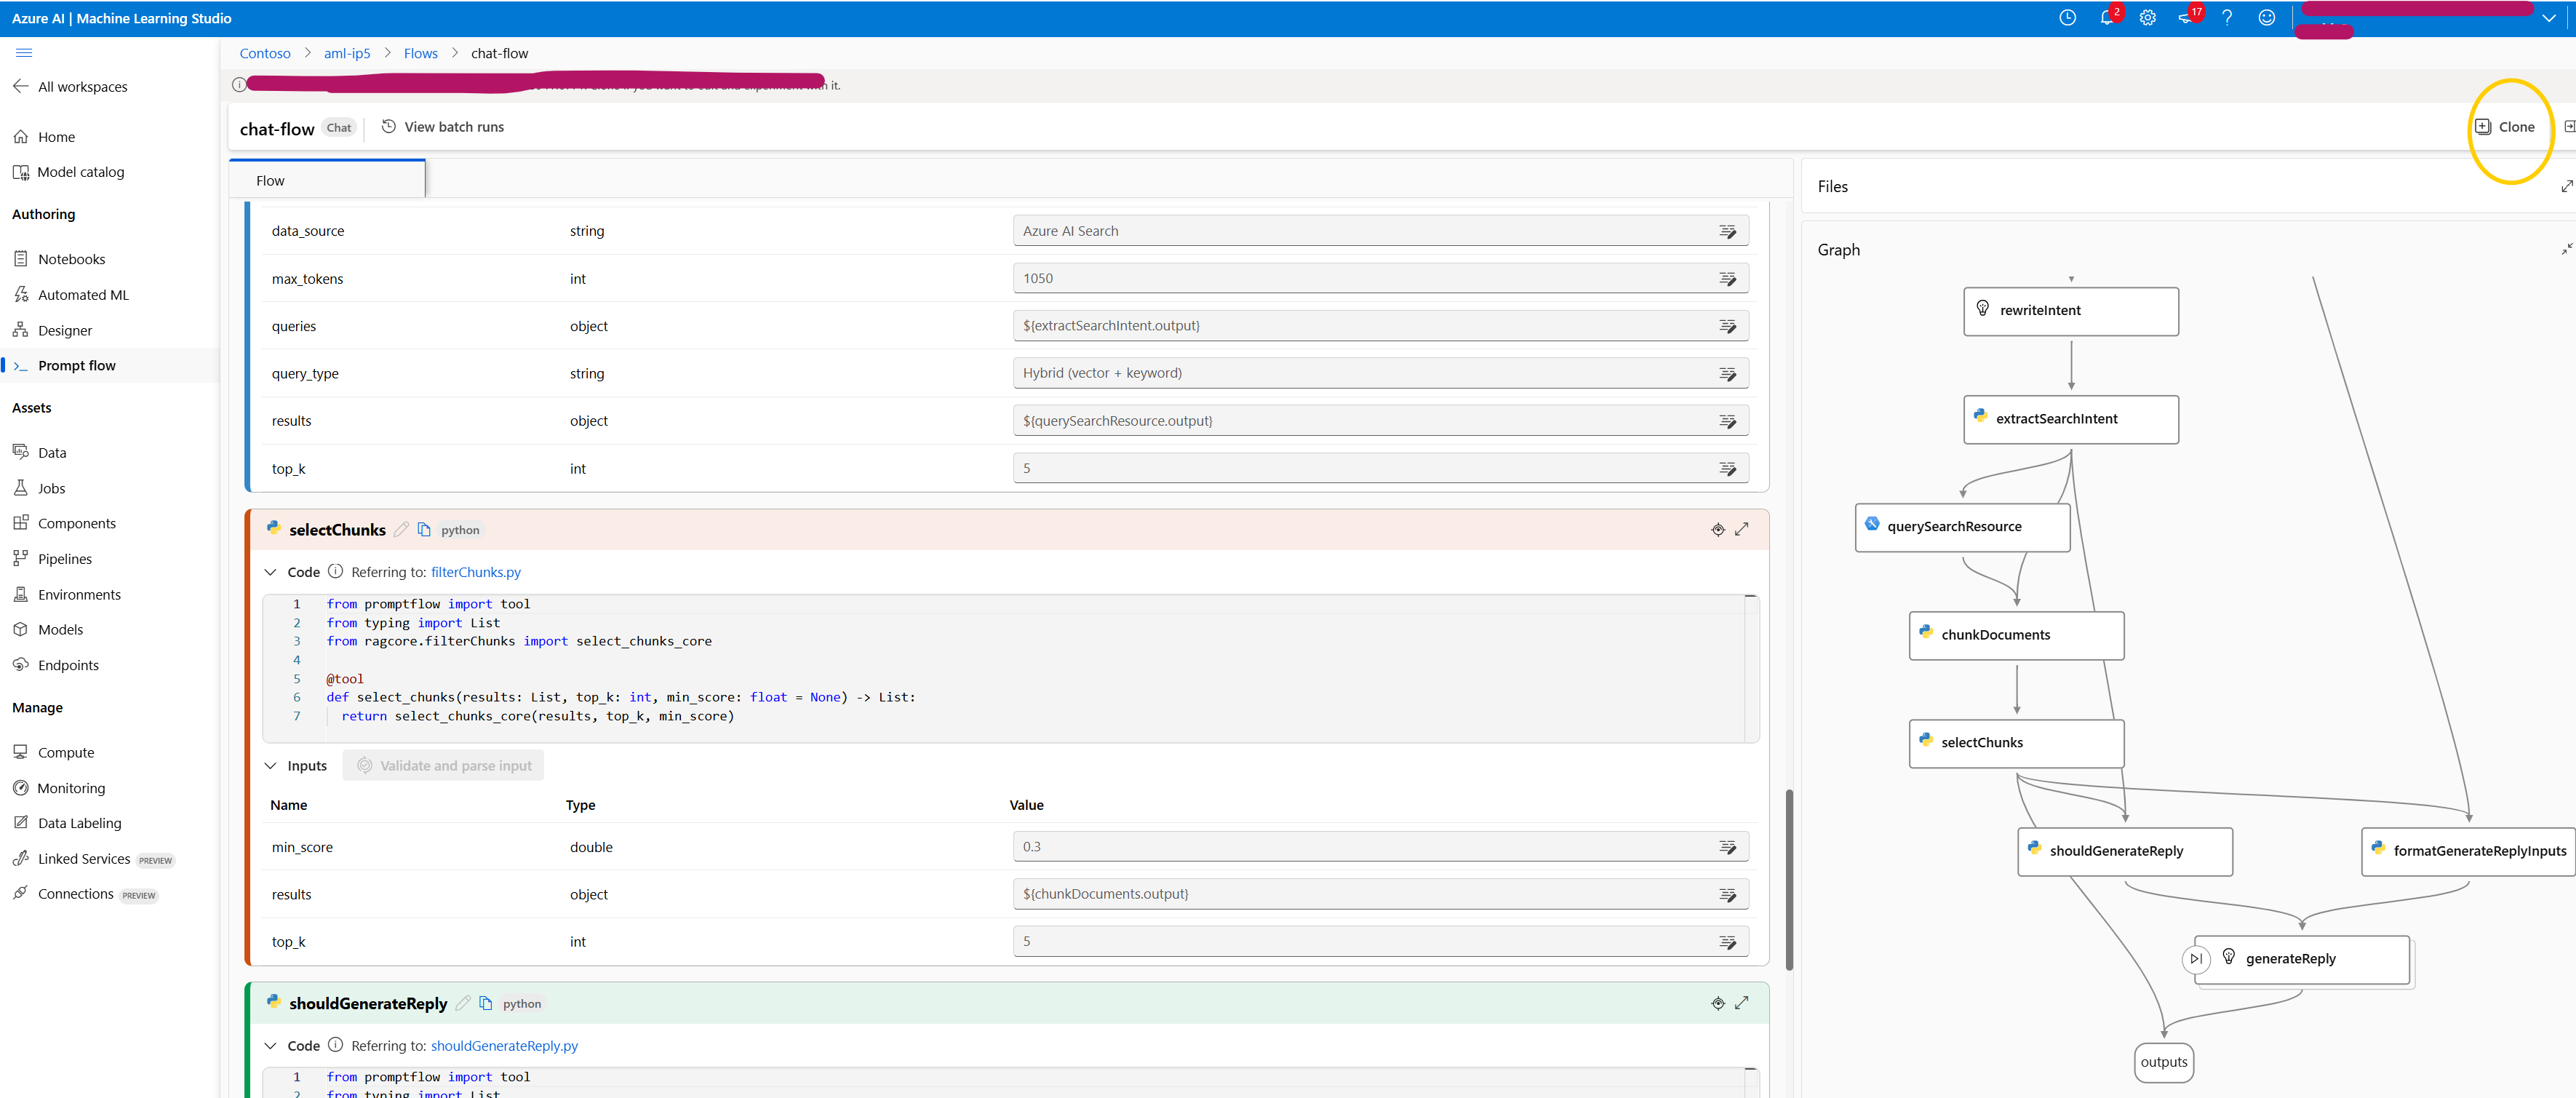 Azure AI | Machine Learning Studio
2
17
Contoso > aml-ip5 > Flows > chat-flow
with it.
All workspaces
Home
Model catalog
Authoring
Notebooks
Automated ML
Designer
Prompt flow
Assets
Data
Jobs
Components
Pipelines
Environments
Models
Endpoints
Manage
Compute
Monitoring
Data Labeling
Linked Services PREVIEW
Connections PREVIEW
chat-flow Chat View batch runs
Clone
Flow
data_source string Azure AI Search
max_tokens int 1050
queries object ${extractSearchIntent.output}
query_type string Hybrid (vector + keyword)
results object ${querySearchResource.output}
top_k int 5
selectChunks python
Code Referring to: filterChunks.py
1 from promptflow import tool
2 from typing import List
3 from ragcore.filterChunks import select_chunks_core
4
5 @tool
6 def select_chunks(results: List, top_k: int, min_score: float = None) -> List:
7 return select_chunks_core(results, top_k, min_score)
Inputs Validate and parse input
Name Type Value
min_score double 0.3
results object ${chunkDocuments.output}
top_k int 5
shouldGenerateReply python
Code Referring to: shouldGenerateReply.py
1 from promptflow import tool
2 from typing import List
Files
Graph
rewriteIntent
extractSearchIntent
querySearchResource
chunkDocuments
selectChunks
shouldGenerateReply
formatGenerateReplyInputs
generateReply
outputs